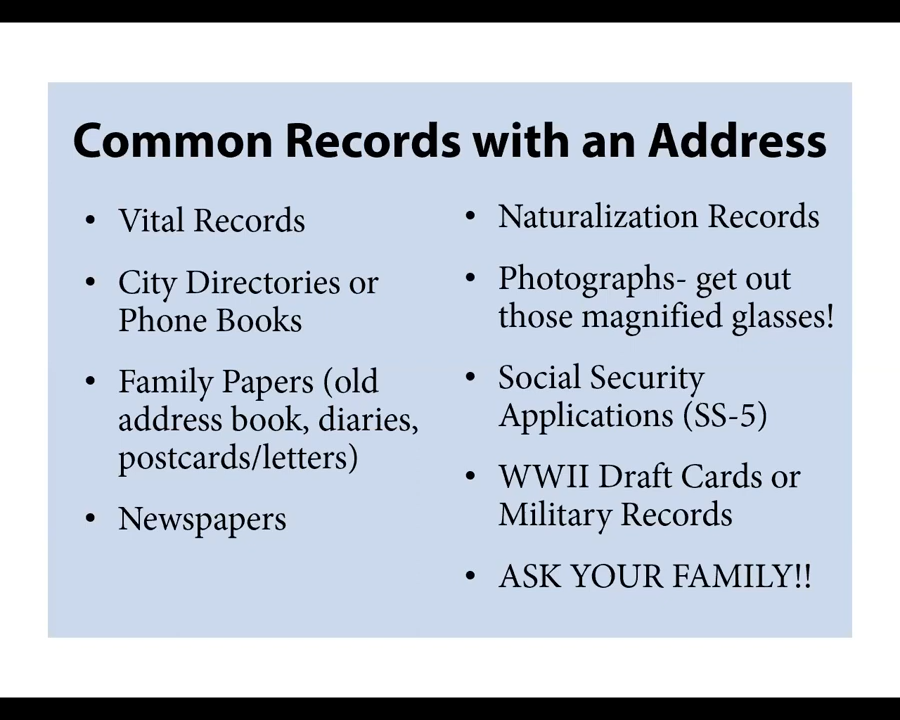 Common Records with an Address
• Vital Records
• City Directories or
Phone Books
• Family Papers (old
address book, diaries,
postcards/letters)
• Newspapers
• Naturalization Records
• Photographs- get out
those magnified glasses!
• Social Security
Applications (SS-5)
• WWII Draft Cards or
Military Records
• ASK YOUR FAMILY!!